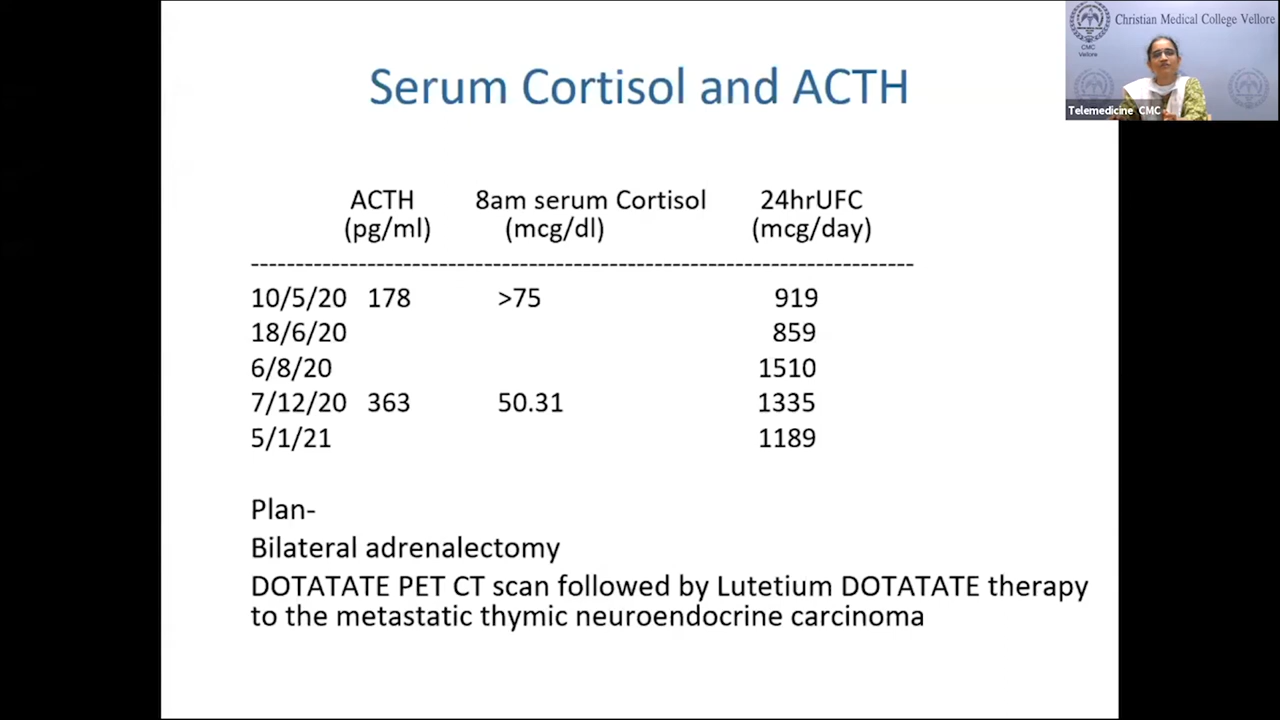 Serum Cortisol and ACTH
Christian Medical College Vellore
CMC
Vellore
Telemedicine CMC
ACTH 8am serum Cortisol 24hrUFC
(pg/ml) (mcg/dl) (mcg/day)
--------------------------------------------------------------------------
10/5/20 178 >75 919
18/6/20 859
6/8/20 1510
7/12/20 363 50.31 1335
5/1/21 1189
Plan-
Bilateral adrenalectomy
DOTATATE PET CT scan followed by Lutetium DOTATATE therapy
to the metastatic thymic neuroendocrine carcinoma